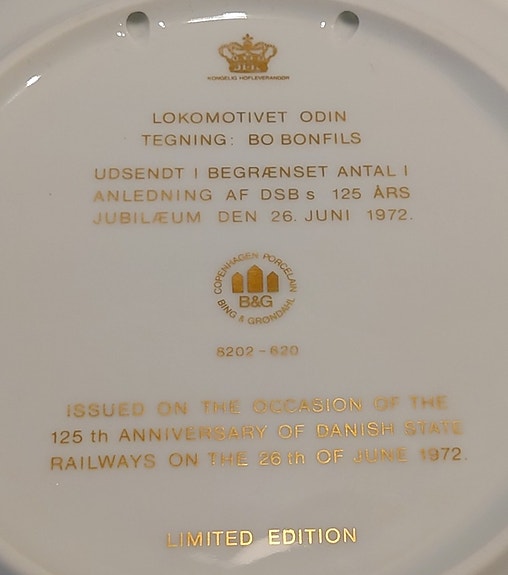 KONGELIG HOFLEVERANDØR
LOKOMOTIVET ODIN
TEGNING: BO BONFILS
UDSENDT I BEGRÆNSET ANTAL I
ANLEDNING AF DSBs 125 ÅRS
JUBILÆUM DEN 26. JUNI 1972.
COPENHAGEN PORCELAIN
B&G
BING & GRØNDAHL
8202-620
ISSUED ON THE OCCASION OF THE
125 th ANNIVERSARY OF DANISH STATE
RAILWAYS ON THE 26 th OF JUNE 1972.
LIMITED EDITION